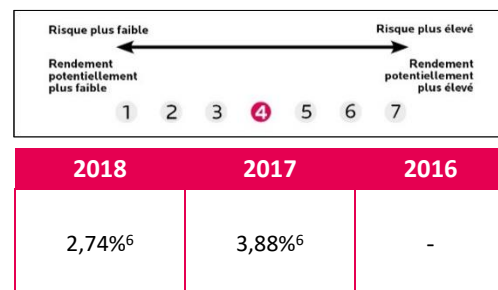 Risque plus faible Risque plus élevé
Rendement Rendement
potentiellement potentiellement
plus faible plus élevé
1 2 3 4 5 6 7
2018 2017 2016
2,74%⁶ 3,88%⁶ -